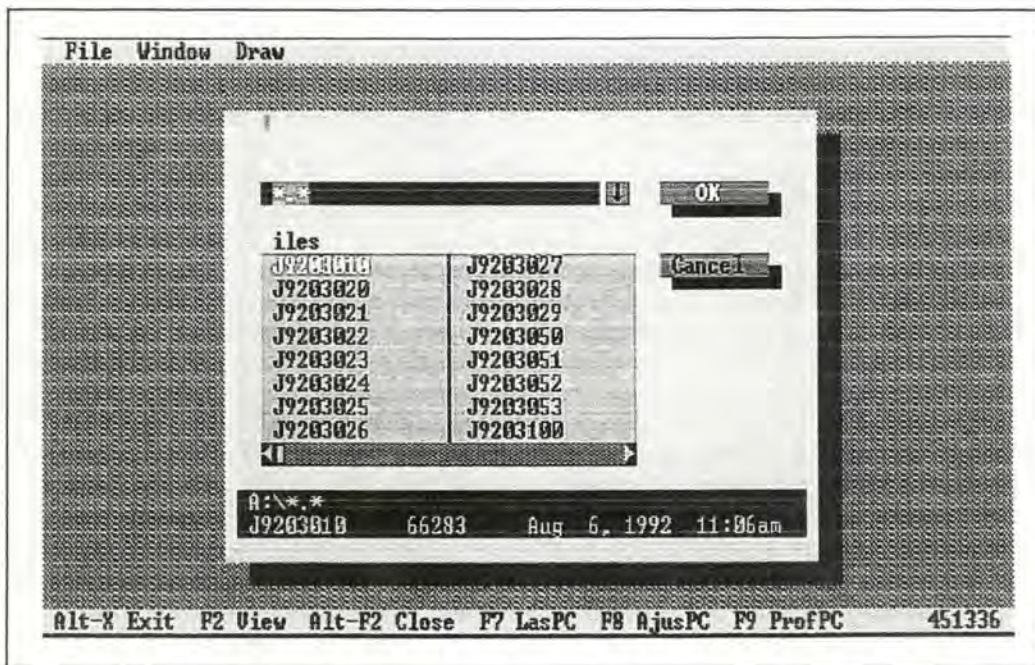 File Window Draw
*.*
OK
iles
J9203010 J9203027
Cancel
J9203020 J9203028
J9203021 J9203029
J9203022 J9203050
J9203023 J9203051
J9203024 J9203052
J9203025 J9203053
J9203026 J9203100
A:\*.*
J9203010 66283 Aug 6, 1992 11:06am
Alt-X Exit F2 View Alt-F2 Close F7 LasPC F8 AjusPC F9 ProfPC 451336